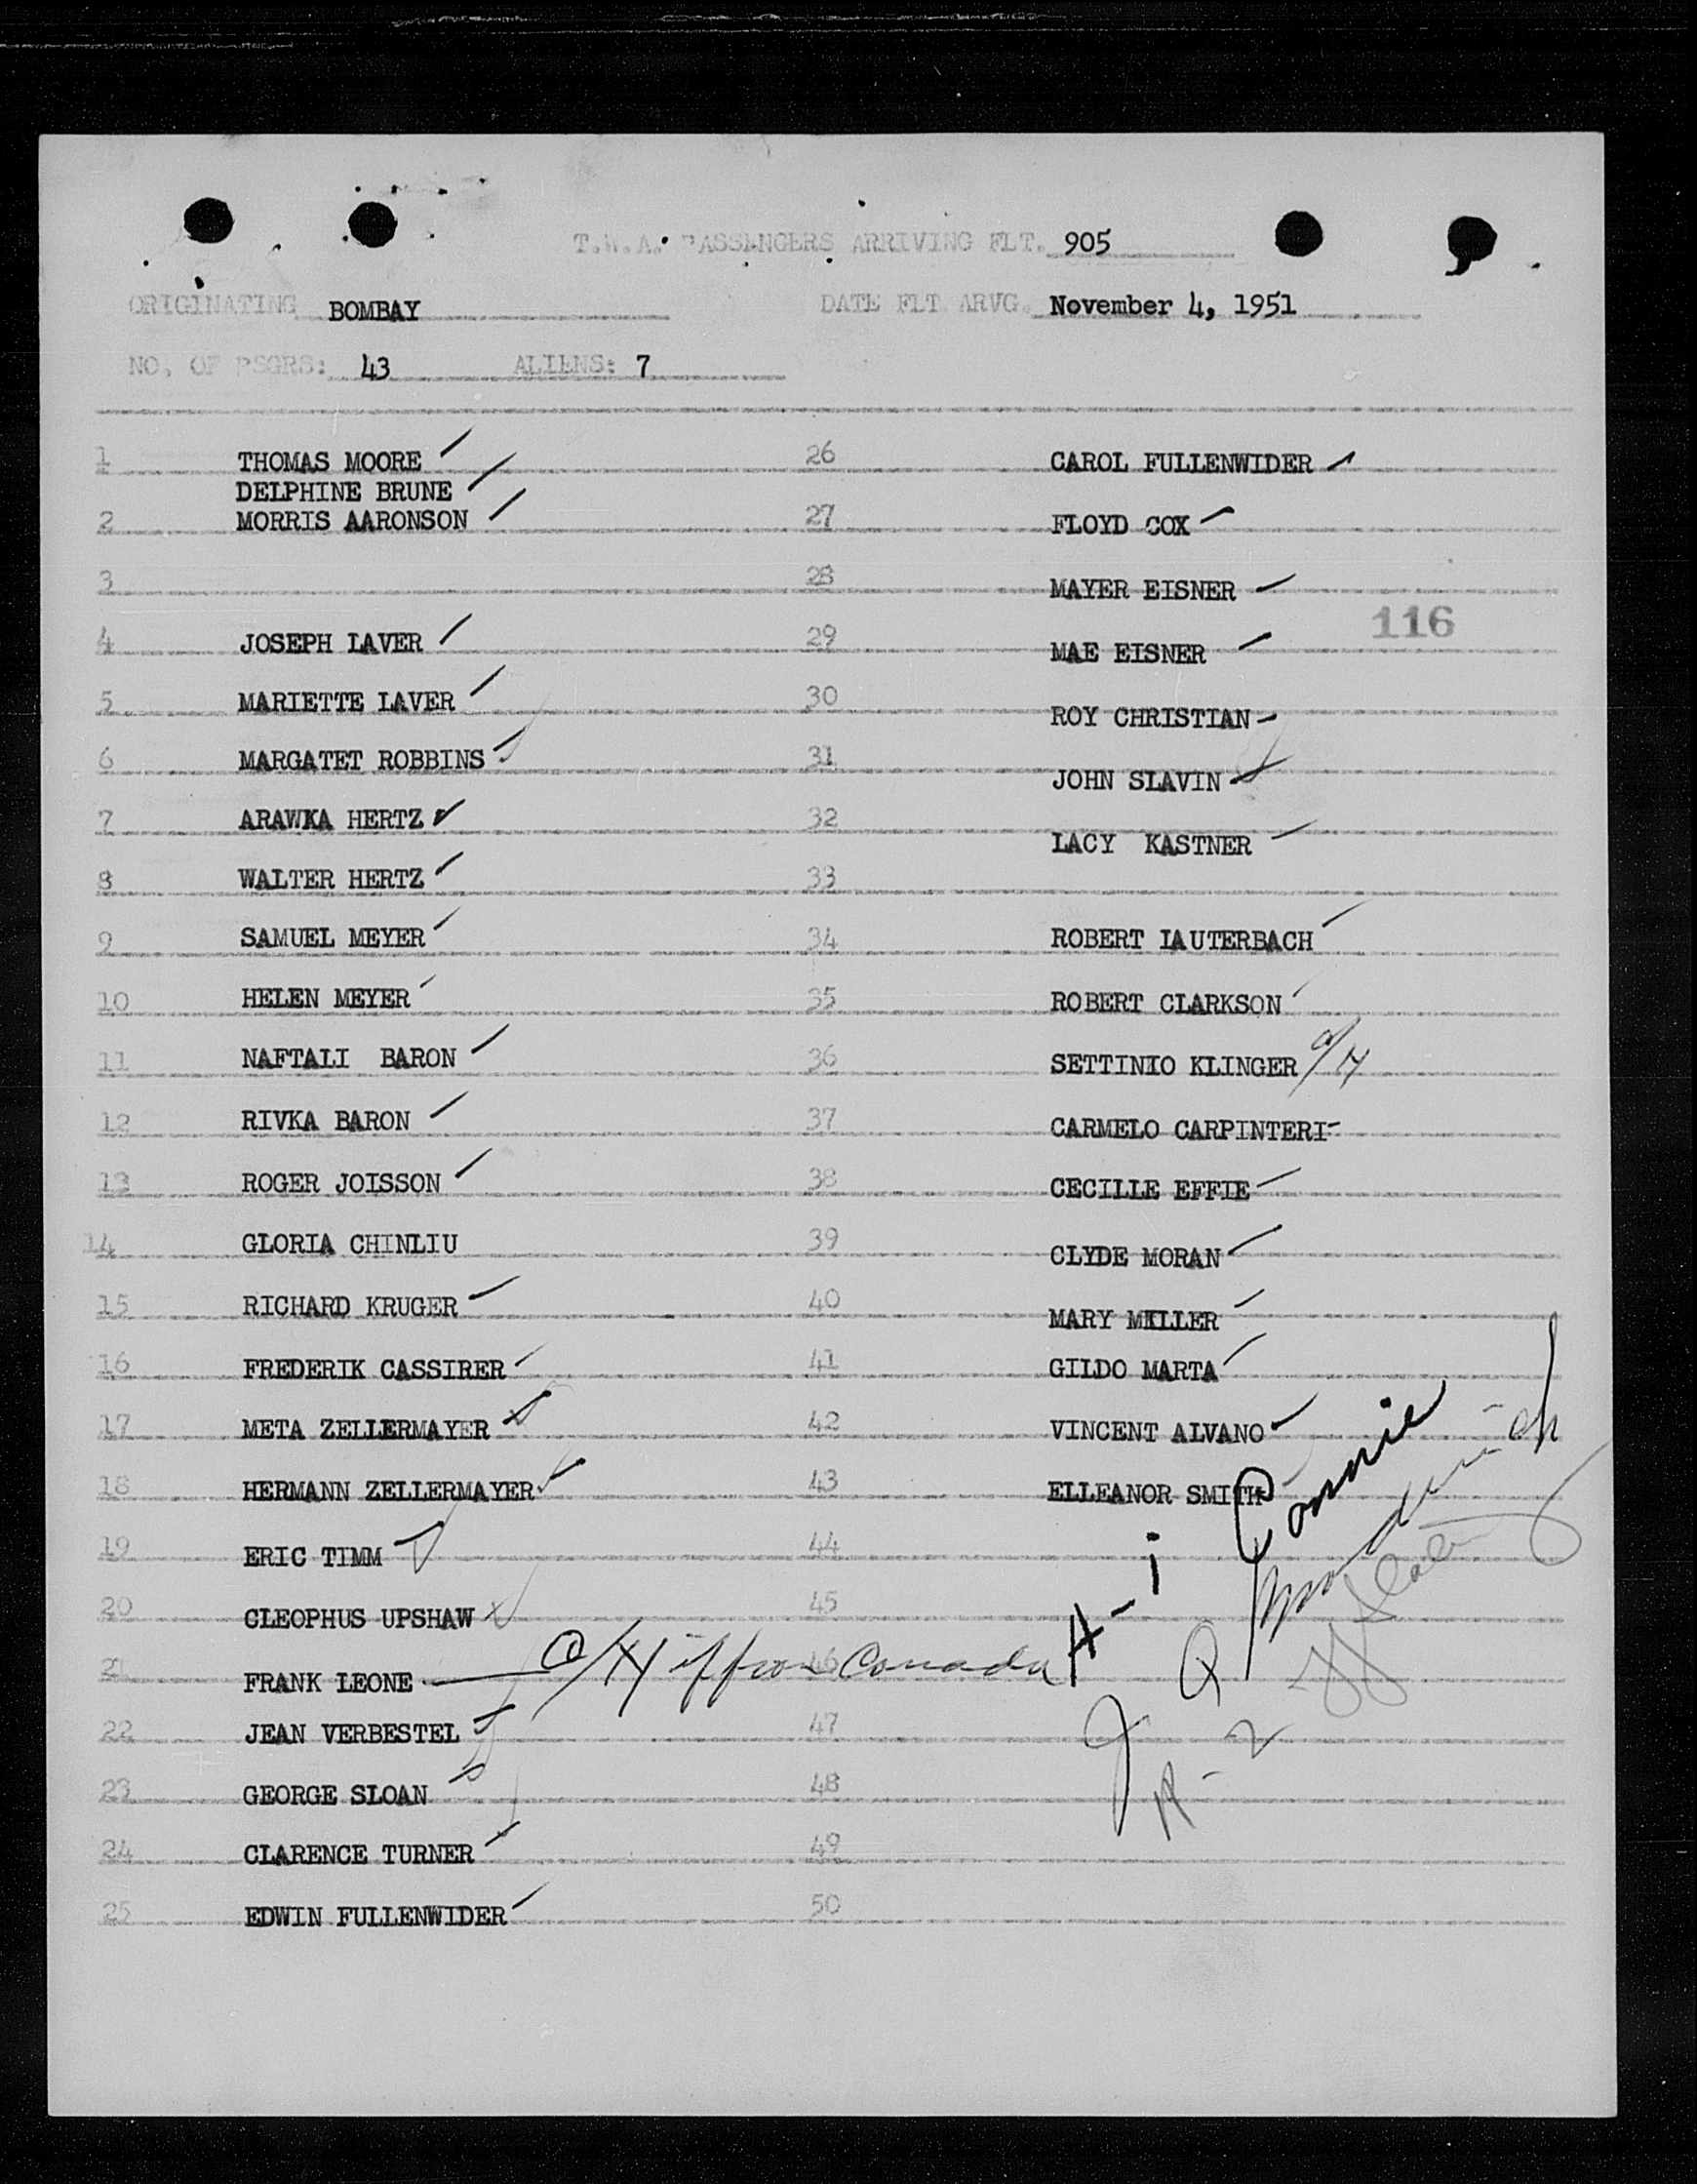 T.W.A. PASSENGERS ARRIVING FLT. 905
ORIGINATING BOMBAY DATE FLT ARVG. November 4, 1951
NO. OF PSGRS: 43 ALIENS: 7
1 THOMAS MOORE
DELPHINE BRUNE
2 MORRIS AARONSON
3
4 JOSEPH LAVER
5 MARIETTE LAVER
6 MARGATET ROBBINS
7 ARAWKA HERTZ
8 WALTER HERTZ
9 SAMUEL MEYER
10 HELEN MEYER
11 NAFTALI BARON
12 RIVKA BARON
13 ROGER JOISSON
14 GLORIA CHINLIU
15 RICHARD KRUGER
16 FREDERIK CASSIRER
17 META ZELLERMAYER
18 HERMANN ZELLERMAYER
19 ERIC TIMM
20 CLEOPHUS UPSHAW
21 FRANK LEONE
22 JEAN VERBESTEL
23 GEORGE SLOAN
24 CLARENCE TURNER
25 EDWIN FULLENWIDER
26 CAROL FULLENWIDER
27 FLOYD COX
28 MAYER EISNER
116
29 MAE EISNER
30 ROY CHRISTIAN
31 JOHN SLAVIN
32 LACY KASTNER
33
34 ROBERT LAUTERBACH
35 ROBERT CLARKSON
36 SETTINIO KLINGER
37 CARMELO CARPINTERI
38 CECILLE EFFIE
39 CLYDE MORAN
40 MARY MILLER
41 GILDO MARTA
42 VINCENT ALVANO
43 ELLEANOR SMITH
44
45
46
47
48
49
50
Canada
H-1 Connie